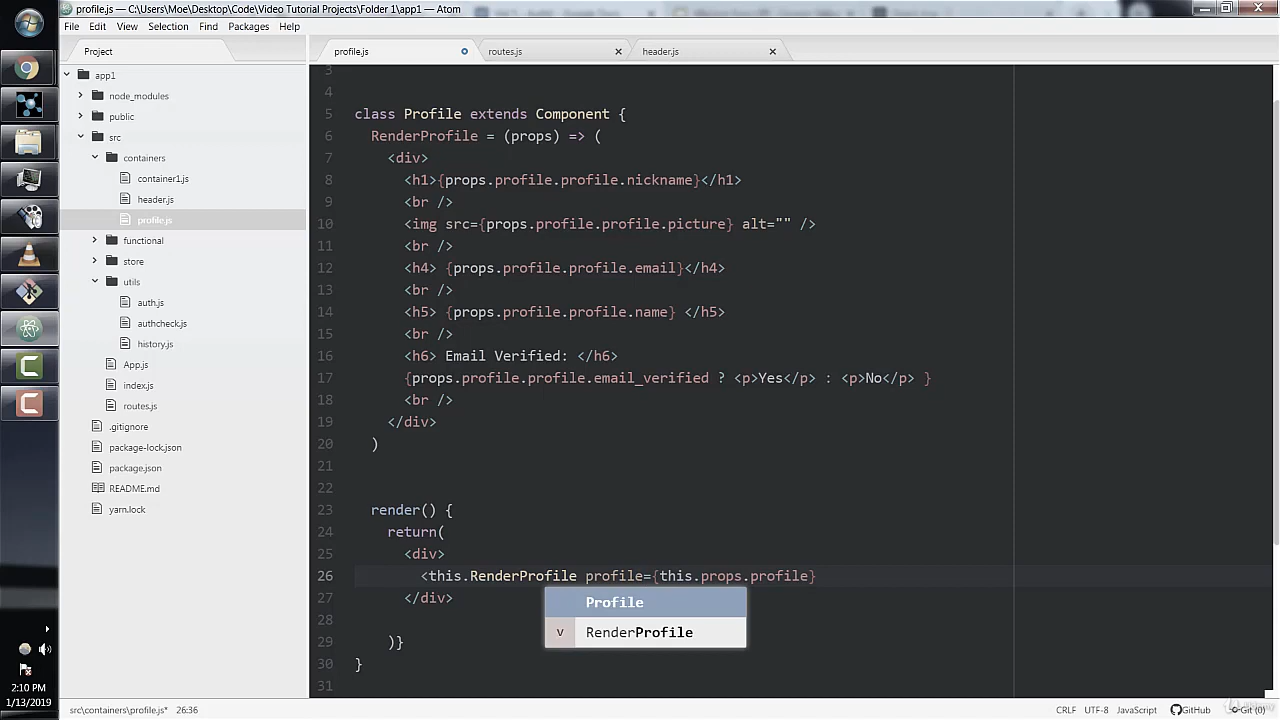 profile.js — C:\Users\Moe\Desktop\Code\Video Tutorial Projects\Folder 1\app1 — Atom
File Edit View Selection Find Packages Help
Project
profile.js
routes.js
header.js
app1
node_modules
public
src
containers
container1.js
header.js
profile.js
functional
store
utils
auth.js
authcheck.js
history.js
App.js
index.js
routes.js
.gitignore
package-lock.json
package.json
README.md
yarn.lock
3
4
5 class Profile extends Component {
6 RenderProfile = (props) => (
7 <div>
8 <h1>{props.profile.profile.nickname}</h1>
9 <br />
10 <img src={props.profile.profile.picture} alt="" />
11 <br />
12 <h4> {props.profile.profile.email}</h4>
13 <br />
14 <h5> {props.profile.profile.name} </h5>
15 <br />
16 <h6> Email Verified: </h6>
17 {props.profile.profile.email_verified ? <p>Yes</p> : <p>No</p> }
18 <br />
19 </div>
20 )
21
22
23 render() {
24 return(
25 <div>
26 <this.RenderProfile profile={this.props.profile}
27 </div>
28
29 )}
30 }
31
Profile
v RenderProfile
2:10 PM
1/13/2019
src\containers\profile.js* 26:36
CRLF UTF-8 JavaScript GitHub Git (0)